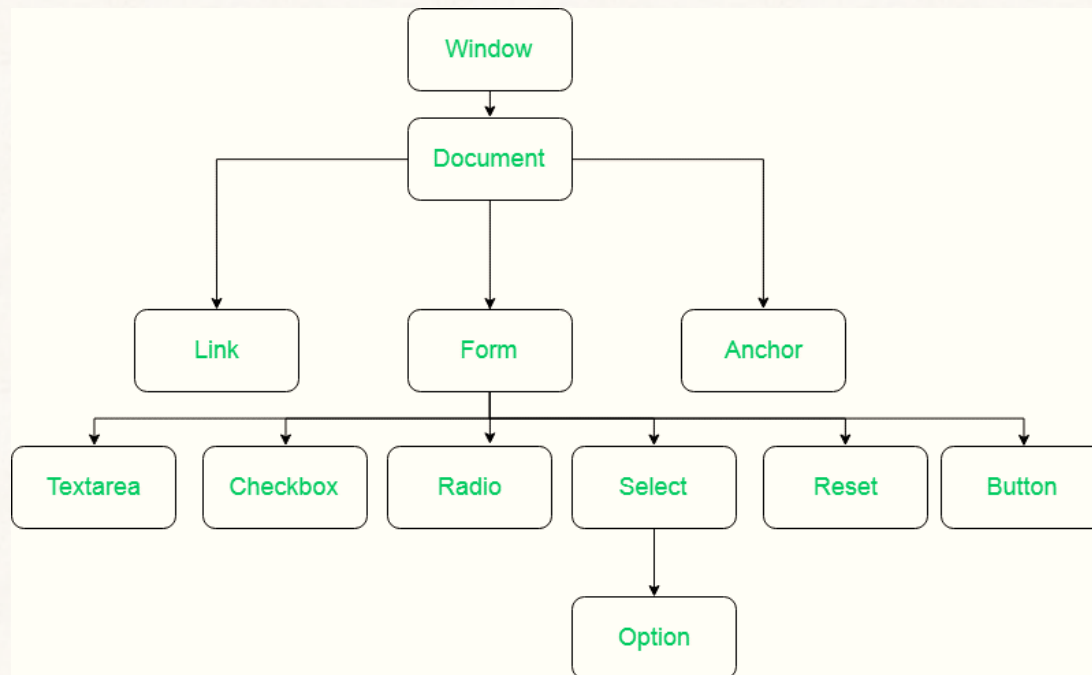 Window
Document
Link
Form
Anchor
Textarea
Checkbox
Radio
Select
Reset
Button
Option